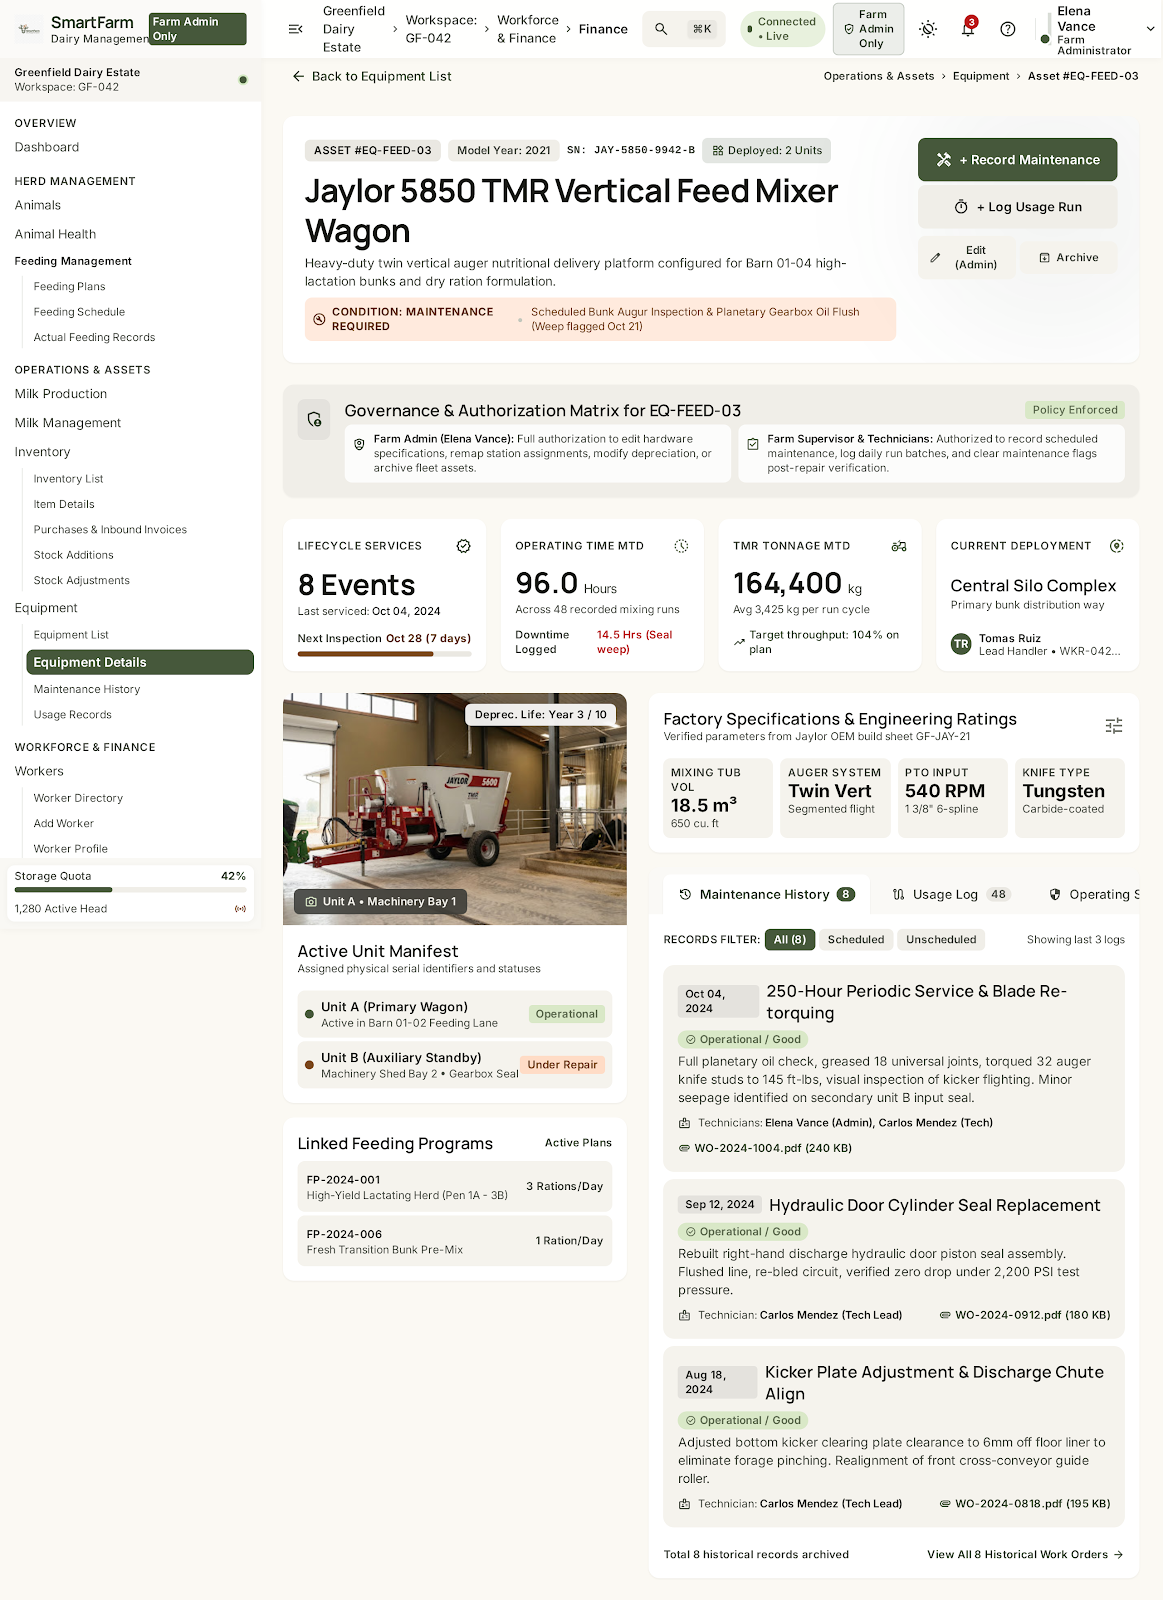 SmartFarm
Dairy Managemen
Farm Admin
Only
Greenfield Dairy Estate
Workspace: GF-042
OVERVIEW
Dashboard
HERD MANAGEMENT
Animals
Animal Health
Feeding Management
Feeding Plans
Feeding Schedule
Actual Feeding Records
OPERATIONS & ASSETS
Milk Production
Milk Management
Inventory
Inventory List
Item Details
Purchases & Inbound Invoices
Stock Additions
Stock Adjustments
Equipment
Equipment List
Equipment Details
Maintenance History
Usage Records
WORKFORCE & FINANCE
Workers
Worker Directory
Add Worker
Worker Profile
Storage Quota 42%
1,280 Active Head
Greenfield
Dairy
Estate
›
Workspace:
GF-042
›
Workforce
& Finance
› Finance
⌘K
Connected
• Live
Farm
Admin
Only
3
Elena
Vance
Farm
Administrator
← Back to Equipment List
Operations & Assets › Equipment › Asset #EQ-FEED-03
ASSET #EQ-FEED-03 Model Year: 2021 SN: JAY-5850-9942-B Deployed: 2 Units
Jaylor 5850 TMR Vertical Feed Mixer
Wagon
Heavy-duty twin vertical auger nutritional delivery platform configured for Barn 01-04 high-
lactation bunks and dry ration formulation.
CONDITION: MAINTENANCE
REQUIRED
Scheduled Bunk Augur Inspection & Planetary Gearbox Oil Flush
(Weep flagged Oct 21)
+ Record Maintenance
+ Log Usage Run
Edit
(Admin)
Archive
Governance & Authorization Matrix for EQ-FEED-03
Policy Enforced
Farm Admin (Elena Vance): Full authorization to edit hardware
specifications, remap station assignments, modify depreciation, or
archive fleet assets.
Farm Supervisor & Technicians: Authorized to record scheduled
maintenance, log daily run batches, and clear maintenance flags
post-repair verification.
LIFECYCLE SERVICES
8 Events
Last serviced: Oct 04, 2024
Next Inspection Oct 28 (7 days)
OPERATING TIME MTD
96.0 Hours
Across 48 recorded mixing runs
Downtime
Logged
14.5 Hrs (Seal
weep)
TMR TONNAGE MTD
164,400 kg
Avg 3,425 kg per run cycle
Target throughput: 104% on
plan
CURRENT DEPLOYMENT
Central Silo Complex
Primary bunk distribution way
TR
Tomas Ruiz
Lead Handler • WKR-042...
Deprec. Life: Year 3 / 10
JAYLOR 5600
TMR
Unit A • Machinery Bay 1
Active Unit Manifest
Assigned physical serial identifiers and statuses
Unit A (Primary Wagon)
Active in Barn 01-02 Feeding Lane
Operational
Unit B (Auxiliary Standby)
Machinery Shed Bay 2 • Gearbox Seal
Under Repair
Linked Feeding Programs
Active Plans
FP-2024-001
High-Yield Lactating Herd (Pen 1A - 3B)
3 Rations/Day
FP-2024-006
Fresh Transition Bunk Pre-Mix
1 Ration/Day
Factory Specifications & Engineering Ratings
Verified parameters from Jaylor OEM build sheet GF-JAY-21
MIXING TUB
VOL
18.5 m³
650 cu. ft
AUGER SYSTEM
Twin Vert
Segmented flight
PTO INPUT
540 RPM
1 3/8" 6-spline
KNIFE TYPE
Tungsten
Carbide-coated
Maintenance History 8
Usage Log 48
Operating S
RECORDS FILTER: All (8) Scheduled Unscheduled
Showing last 3 logs
Oct 04,
2024
250-Hour Periodic Service & Blade Re-
torquing
Operational / Good
Full planetary oil check, greased 18 universal joints, torqued 32 auger
knife studs to 145 ft-lbs, visual inspection of kicker flighting. Minor
seepage identified on secondary unit B input seal.
Technicians: Elena Vance (Admin), Carlos Mendez (Tech)
WO-2024-1004.pdf (240 KB)
Sep 12, 2024
Hydraulic Door Cylinder Seal Replacement
Operational / Good
Rebuilt right-hand discharge hydraulic door piston seal assembly.
Flushed line, re-bled circuit, verified zero drop under 2,200 PSI test
pressure.
Technician: Carlos Mendez (Tech Lead)
WO-2024-0912.pdf (180 KB)
Aug 18,
2024
Kicker Plate Adjustment & Discharge Chute
Align
Operational / Good
Adjusted bottom kicker clearing plate clearance to 6mm off floor liner to
eliminate forage pinching. Realignment of front cross-conveyor guide
roller.
Technician: Carlos Mendez (Tech Lead)
WO-2024-0818.pdf (195 KB)
Total 8 historical records archived
View All 8 Historical Work Orders →